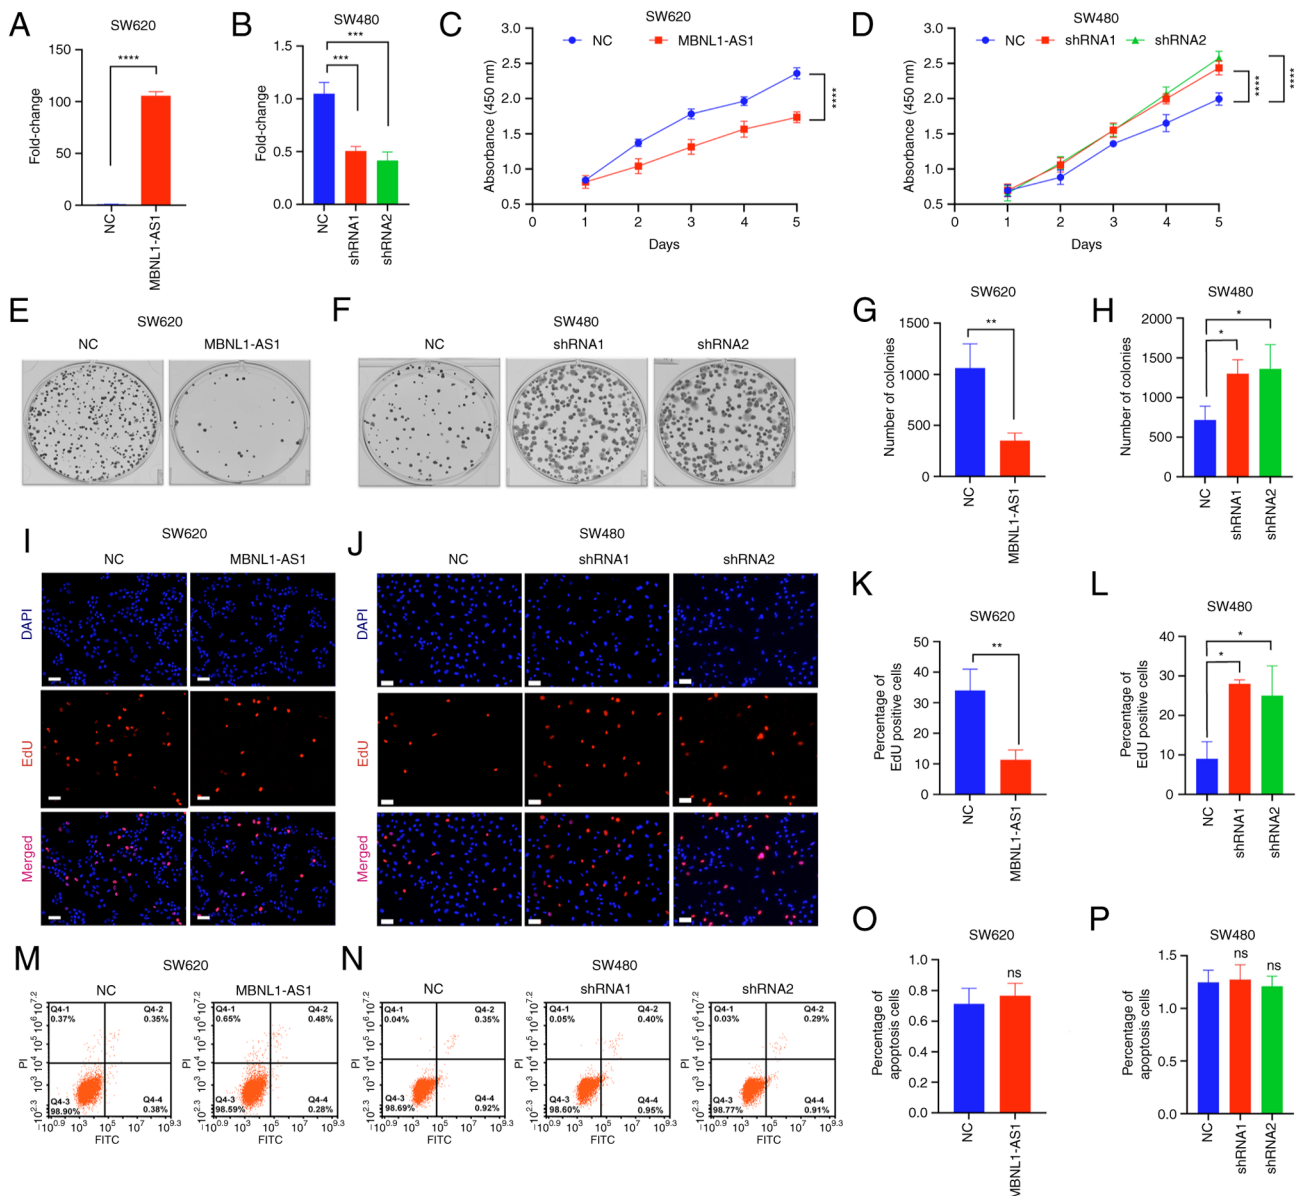 A
SW620
Fold-change
150
100
50
0
****
NC
MBNL1-AS1
B
SW480
Fold-change
1.5
1.0
0.5
0.0
***
***
NC
shRNA1
shRNA2
C
SW620
NC
MBNL1-AS1
Absorbance (450 nm)
3.0
2.5
2.0
1.5
1.0
0.5
0 1 2 3 4 5
Days
****
D
SW480
NC shRNA1 shRNA2
Absorbance (450 nm)
3.0
2.5
2.0
1.5
1.0
0.5
0 1 2 3 4 5
Days
****
****
E
SW620
NC MBNL1-AS1
F
SW480
NC shRNA1 shRNA2
G
SW620
Number of colonies
1500
1000
500
0
**
NC
MBNL1-AS1
H
SW480
Number of colonies
2000
1500
1000
500
0
*
*
NC
shRNA1
shRNA2
I
SW620
NC MBNL1-AS1
DAPI
EdU
Merged
J
SW480
NC shRNA1 shRNA2
DAPI
EdU
Merged
K
SW620
Percentage of
EdU positive cells
50
40
30
20
10
0
**
NC
MBNL1-AS1
L
SW480
Percentage of
EdU positive cells
40
30
20
10
0
*
*
NC
shRNA1
shRNA2
M
SW620
NC
PI
Q4-1
0.37%
Q4-2
0.35%
Q4-3
98.90%
Q4-4
0.38%
FITC
MBNL1-AS1
PI
Q4-1
0.65%
Q4-2
0.48%
Q4-3
98.59%
Q4-4
0.28%
FITC
N
SW480
NC
PI
Q4-1
0.04%
Q4-2
0.35%
Q4-3
98.69%
Q4-4
0.92%
FITC
shRNA1
PI
Q4-1
0.05%
Q4-2
0.40%
Q4-3
98.60%
Q4-4
0.95%
FITC
shRNA2
PI
Q4-1
0.03%
Q4-2
0.29%
Q4-3
98.77%
Q4-4
0.91%
FITC
O
SW620
Percentage of
apoptosis cells
1.0
0.8
0.6
0.4
0.2
0.0
ns
NC
MBNL1-AS1
P
SW480
Percentage of
apoptosis cells
1.5
1.0
0.5
0.0
ns
ns
NC
shRNA1
shRNA2